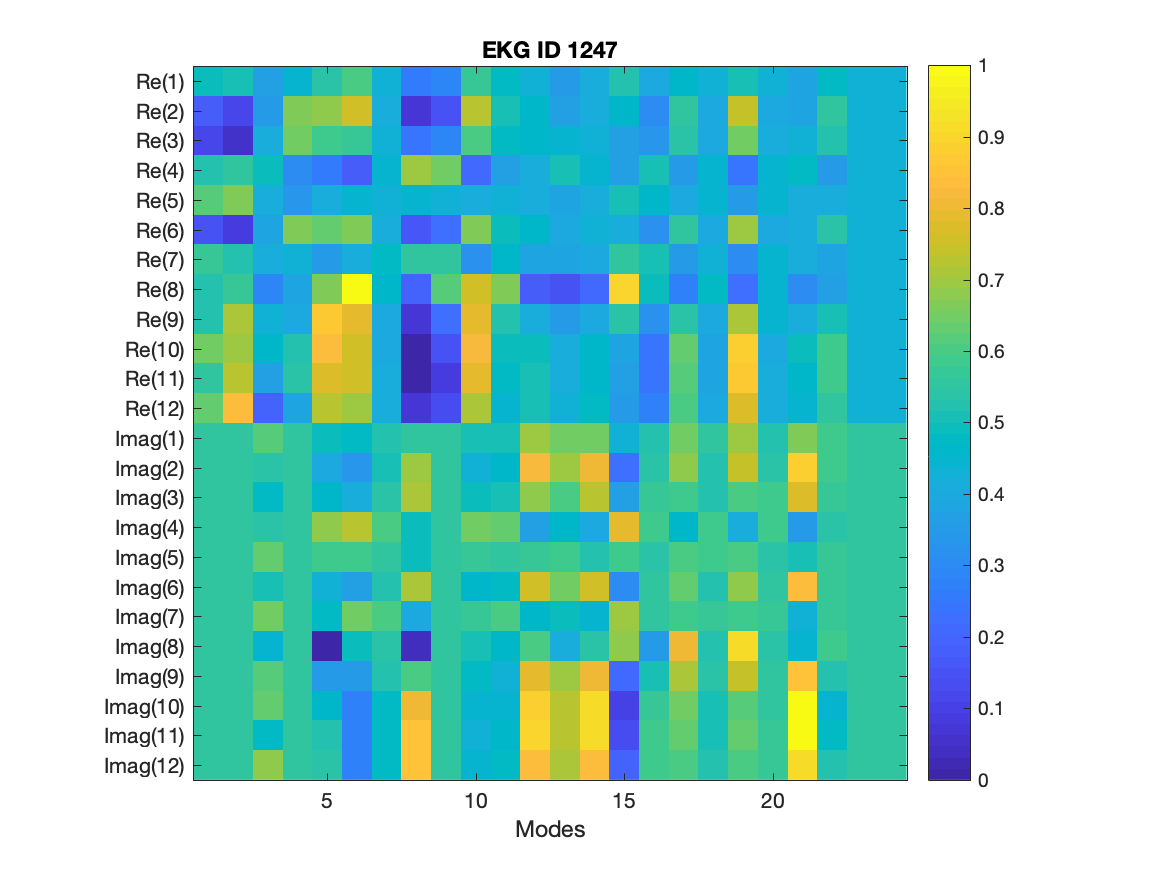 EKG ID 1247
Re(1)
Re(2)
Re(3)
Re(4)
Re(5)
Re(6)
Re(7)
Re(8)
Re(9)
Re(10)
Re(11)
Re(12)
Imag(1)
Imag(2)
Imag(3)
Imag(4)
Imag(5)
Imag(6)
Imag(7)
Imag(8)
Imag(9)
Imag(10)
Imag(11)
Imag(12)
5 10 15 20
Modes
1
0.9
0.8
0.7
0.6
0.5
0.4
0.3
0.2
0.1
0